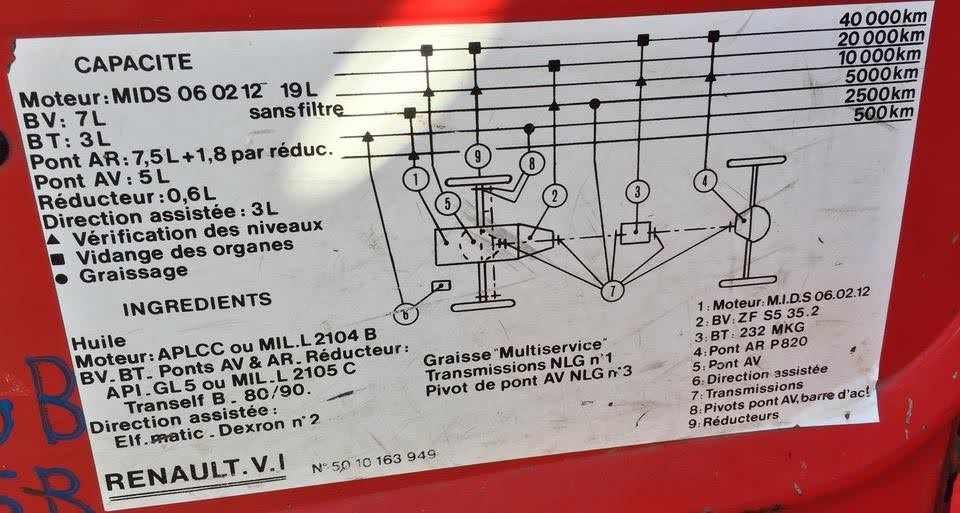 CAPACITE
Moteur: MIDS 06 02 12 19 L
sans filtre
BV: 7L
BT: 3L
Pont AR: 7,5L+1,8 par réduc.
Pont AV: 5L
Réducteur: 0,6L
Direction assistée: 3L
▲ Vérification des niveaux
■ Vidange des organes
● Graissage
40 000km
20 000km
10 000km
5000km
2500km
500km
1
5
9
8
2
3
4
7
6
INGREDIENTS
Huile
Moteur: APLCC ou MIL.L 2104 B
BV-BT- Ponts AV & AR- Réducteur:
API.GL5 ou MIL.L 2105 C
Tranself B - 80/90.
Direction assistée:
Elf.matic-Dexron n°2
Graisse "Multiservice"
Transmissions NLG n°1
Pivot de pont AV NLG n°3
1: Moteur: M.I.D.S 06.02.12
2: BV: ZF S5 35.2
3: BT: 232 MKG
4: Pont AR P820
5: Pont AV
6: Direction assistée
7: Transmissions
8: Pivots pont AV, barre d'act
9: Réducteurs
RENAULT.V.I
N° 50 10 163 949
B